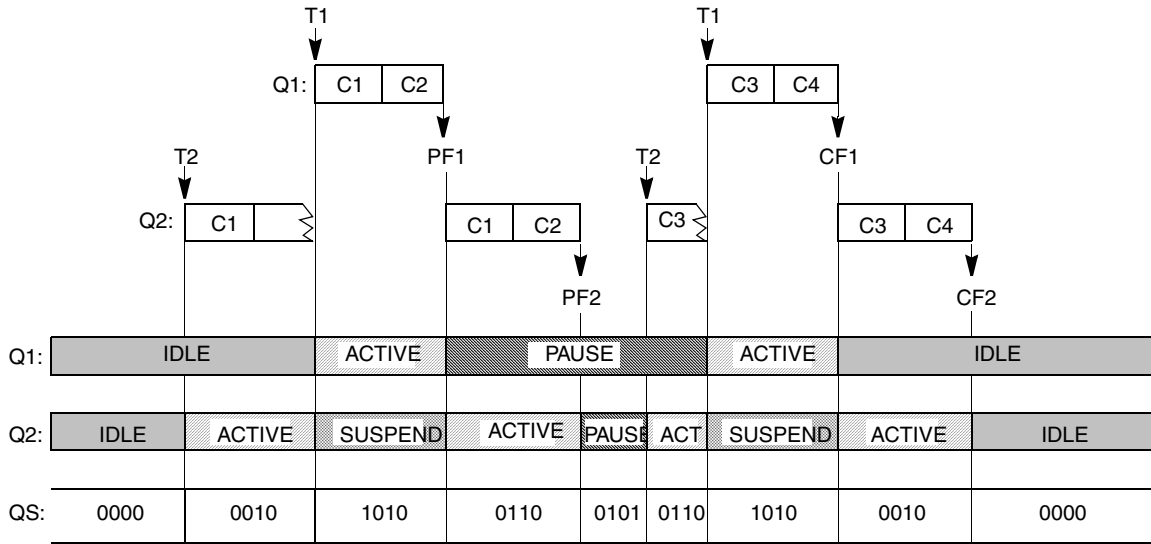 T1 T1
Q1: C1 C2 C3 C4
T2 PF1 T2 CF1
Q2: C1 C1 C2 C3 C3 C4
PF2 CF2
Q1: IDLE ACTIVE PAUSE ACTIVE IDLE
Q2: IDLE ACTIVE SUSPEND ACTIVE PAUSE ACT SUSPEND ACTIVE IDLE
QS: 0000 0010 1010 0110 0101 0110 1010 0010 0000